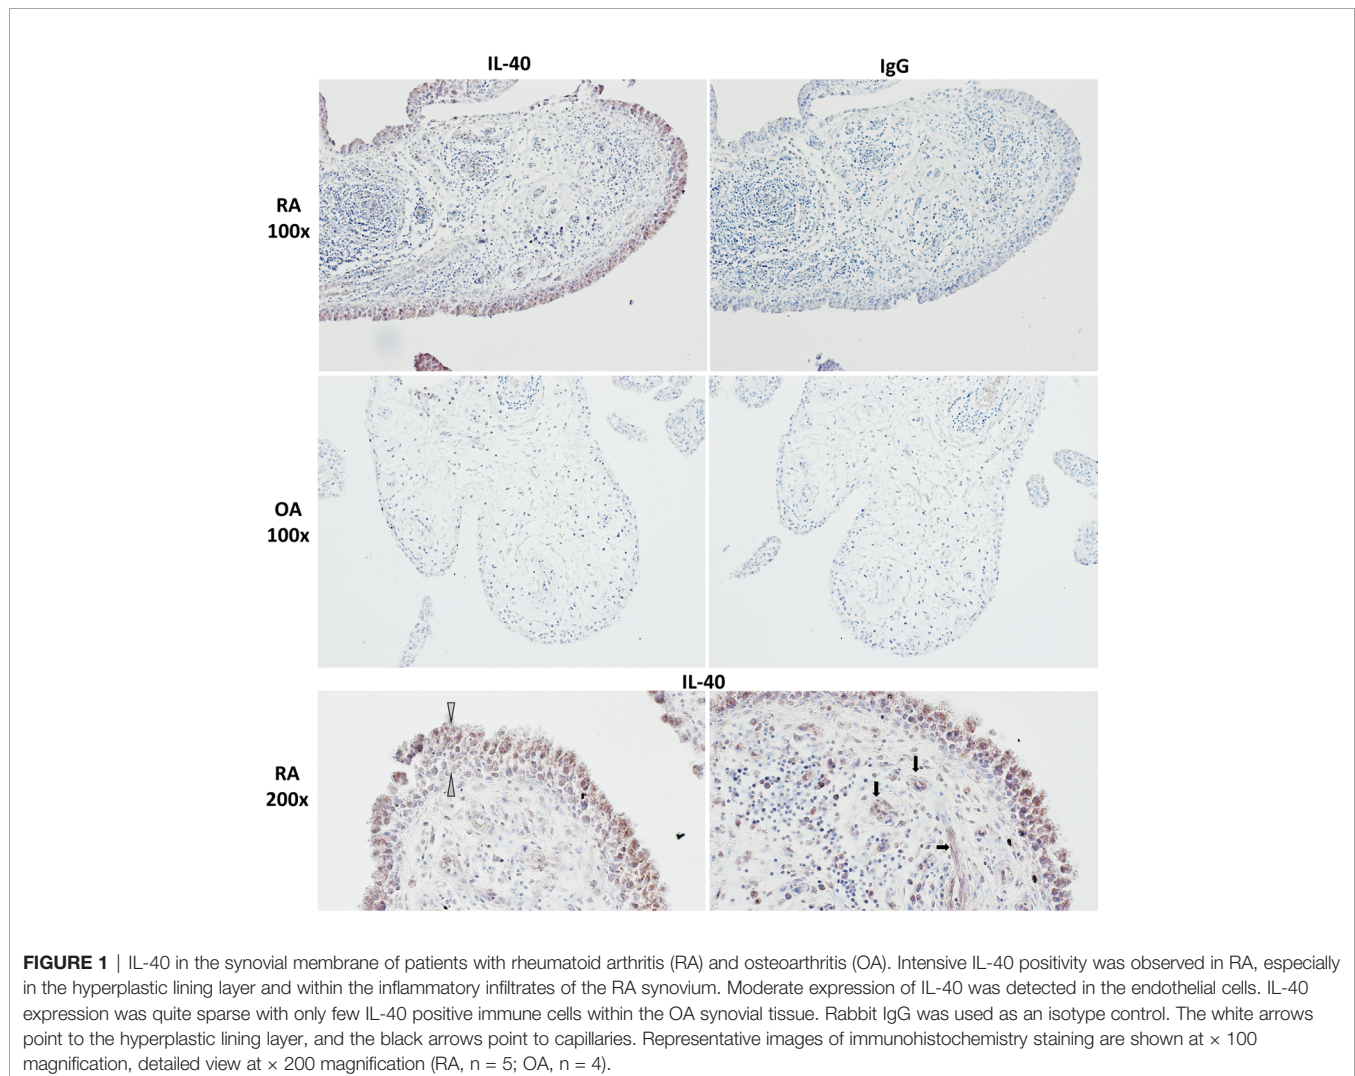 IL-40
IgG
RA
100x
OA
100x
IL-40
RA
200x
FIGURE 1 | IL-40 in the synovial membrane of patients with rheumatoid arthritis (RA) and osteoarthritis (OA). Intensive IL-40 positivity was observed in RA, especially
in the hyperplastic lining layer and within the inflammatory infiltrates of the RA synovium. Moderate expression of IL-40 was detected in the endothelial cells. IL-40
expression was quite sparse with only few IL-40 positive immune cells within the OA synovial tissue. Rabbit IgG was used as an isotype control. The white arrows
point to the hyperplastic lining layer, and the black arrows point to capillaries. Representative images of immunohistochemistry staining are shown at × 100
magnification, detailed view at × 200 magnification (RA, n = 5; OA, n = 4).